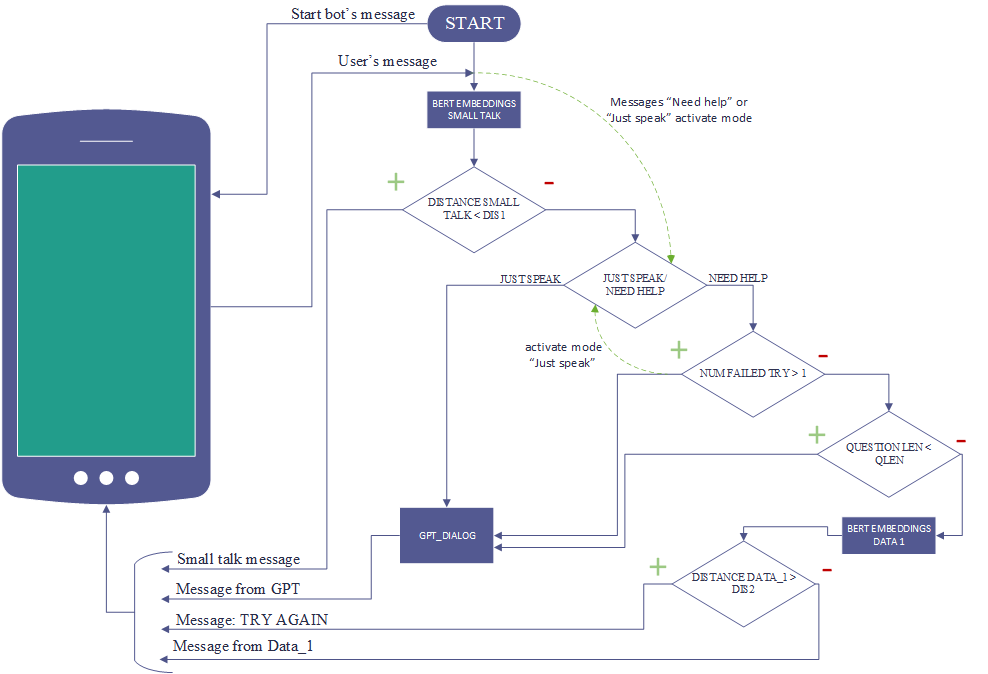 Start bot's message
START
User's message
BERT EMBEDDINGS
SMALL TALK
Messages “Need help” or
“Just speak” activate mode
+
-
DISTANCE SMALL
TALK < DIS1
JUST SPEAK
JUST SPEAK/
NEED HELP
NEED HELP
activate mode
“Just speak”
+
-
NUM FAILED TRY > 1
+
-
QUESTION LEN <
QLEN
GPT_DIALOG
BERT EMBEDDINGS
DATA 1
+
-
DISTANCE DATA_1 >
DIS2
Small talk message
Message from GPT
Message: TRY AGAIN
Message from Data_1